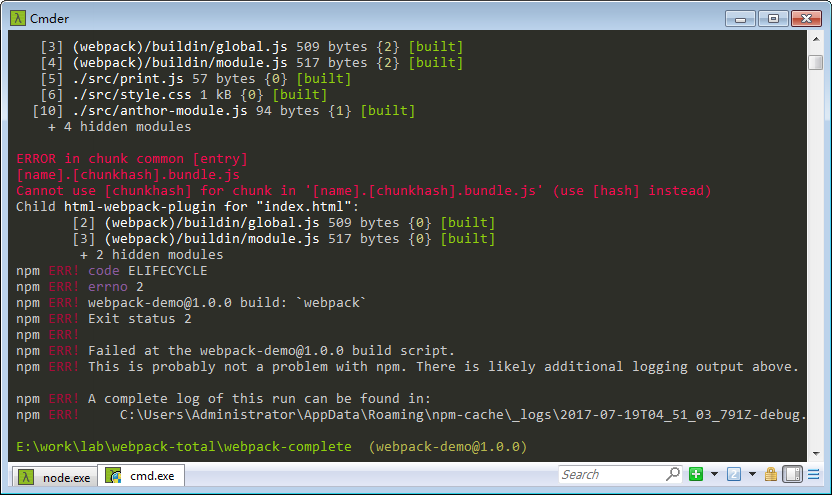 Cmder
[3] (webpack)/buildin/global.js 509 bytes {2} [built]
[4] (webpack)/buildin/module.js 517 bytes {2} [built]
[5] ./src/print.js 57 bytes {0} [built]
[6] ./src/style.css 1 kB {0} [built]
[10] ./src/anthor-module.js 94 bytes {1} [built]
+ 4 hidden modules
ERROR in chunk common [entry]
[name].[chunkhash].bundle.js
Cannot use [chunkhash] for chunk in '[name].[chunkhash].bundle.js' (use [hash] instead)
Child html-webpack-plugin for "index.html":
[2] (webpack)/buildin/global.js 509 bytes {0} [built]
[3] (webpack)/buildin/module.js 517 bytes {0} [built]
+ 2 hidden modules
npm ERR! code ELIFECYCLE
npm ERR! errno 2
npm ERR! webpack-demo@1.0.0 build: `webpack`
npm ERR! Exit status 2
npm ERR!
npm ERR! Failed at the webpack-demo@1.0.0 build script.
npm ERR! This is probably not a problem with npm. There is likely additional logging output above.
npm ERR! A complete log of this run can be found in:
npm ERR!     C:\Users\Administrator\AppData\Roaming\npm-cache\_logs\2017-07-19T04_51_03_791Z-debug.
E:\work\lab\webpack-total\webpack-complete  (webpack-demo@1.0.0)
node.exe cmd.exe Search